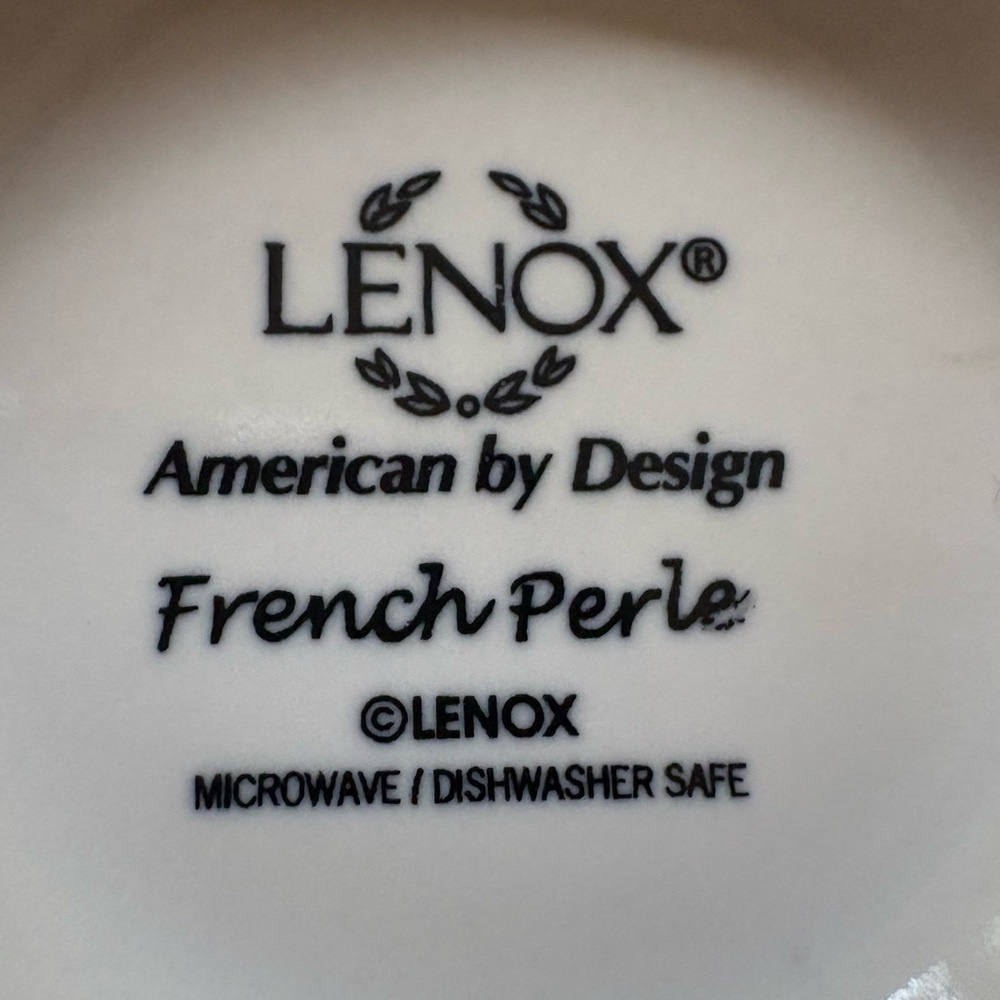 LENOX®
American by Design
French Perle
©LENOX
MICROWAVE / DISHWASHER SAFE